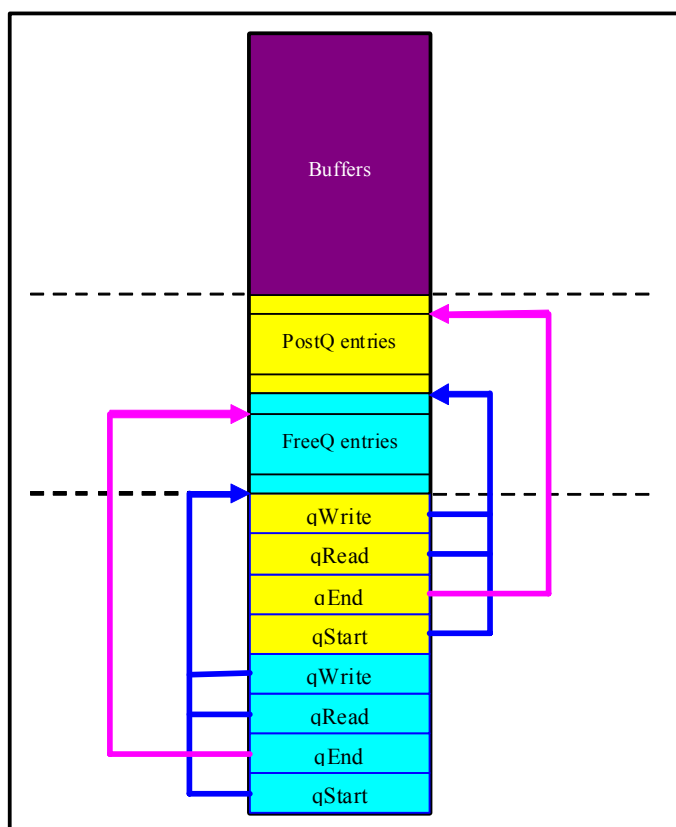 Buffers
PostQ entries
FreeQ entries
qWrite
qRead
qEnd
qStart
qWrite
qRead
qEnd
qStart